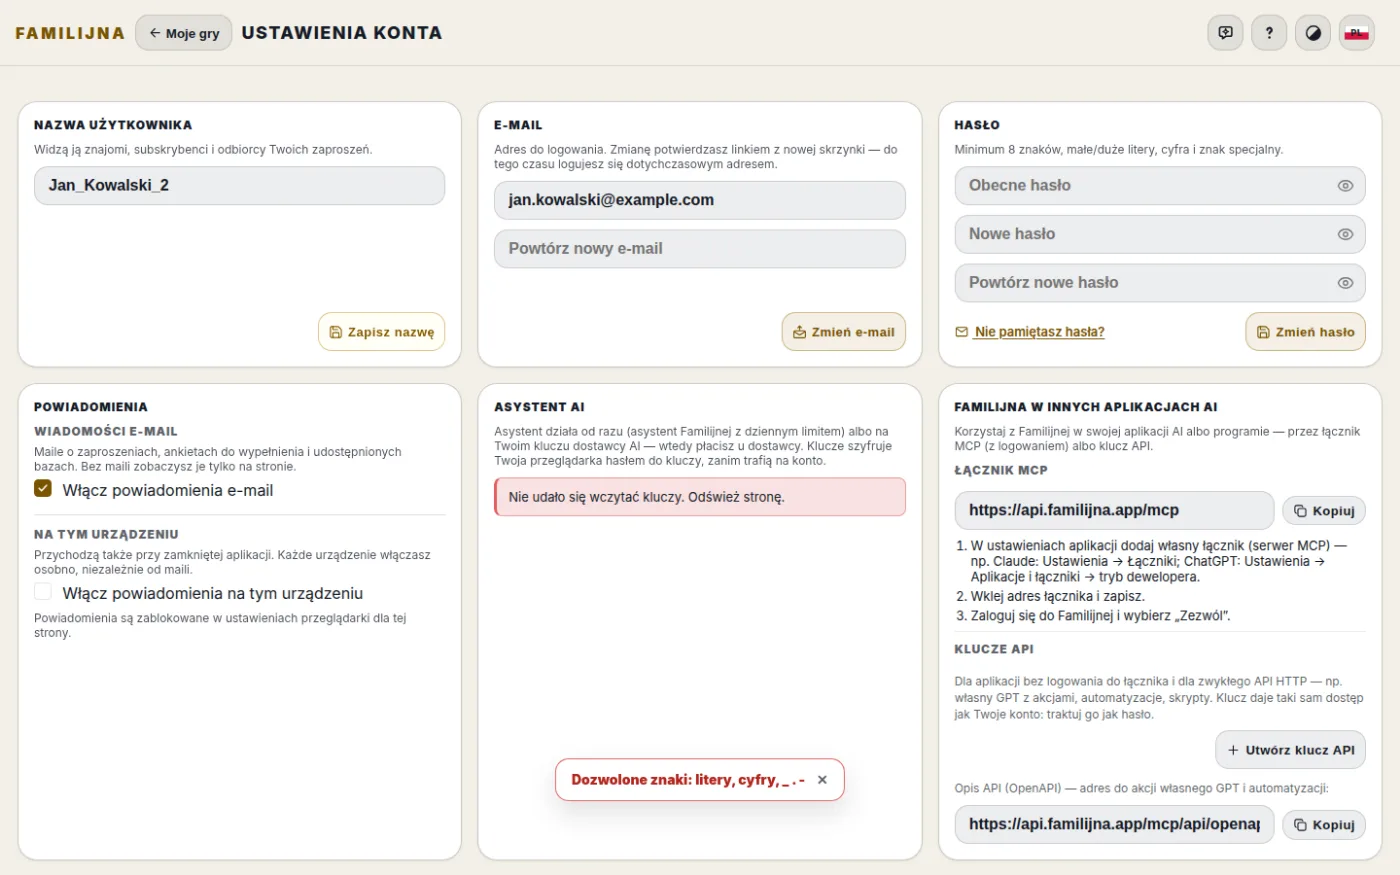 FAMILIJNA
← Moje gry
USTAWIENIA KONTA
?
PL
NAZWA UŻYTKOWNIKA
Widzą ją znajomi, subskrybenci i odbiorcy Twoich zaproszeń.
Jan_Kowalski_2
Zapisz nazwę
E-MAIL
Adres do logowania. Zmianę potwierdzasz linkiem z nowej skrzynki — do
tego czasu logujesz się dotychczasowym adresem.
jan.kowalski@example.com
Powtórz nowy e-mail
Zmień e-mail
HASŁO
Minimum 8 znaków, małe/duże litery, cyfra i znak specjalny.
Obecne hasło
Nowe hasło
Powtórz nowe hasło
Nie pamiętasz hasła?
Zmień hasło
POWIADOMIENIA
WIADOMOŚCI E-MAIL
Maile o zaproszeniach, ankietach do wypełnienia i udostępnionych
bazach. Bez maili zobaczysz je tylko na stronie.
Włącz powiadomienia e-mail
NA TYM URZĄDZENIU
Przychodzą także przy zamkniętej aplikacji. Każde urządzenie włączasz
osobno, niezależnie od maili.
Włącz powiadomienia na tym urządzeniu
Powiadomienia są zablokowane w ustawieniach przeglądarki dla tej
strony.
ASYSTENT AI
Asystent działa od razu (asystent Familijnej z dziennym limitem) albo na
Twoim kluczu dostawcy AI — wtedy płacisz u dostawcy. Klucze szyfruje
Twoja przeglądarka hasłem do kluczy, zanim trafią na konto.
Nie udało się wczytać kluczy. Odśwież stronę.
Dozwolone znaki: litery, cyfry, _ . - ✕
FAMILIJNA W INNYCH APLIKACJACH AI
Korzystaj z Familijnej w swojej aplikacji AI albo programie — przez łącznik
MCP (z logowaniem) albo klucz API.
ŁĄCZNIK MCP
https://api.familijna.app/mcp
Kopiuj
1. W ustawieniach aplikacji dodaj własny łącznik (serwer MCP) —
np. Claude: Ustawienia → Łączniki; ChatGPT: Ustawienia →
Aplikacje i łączniki → tryb dewelopera.
2. Wklej adres łącznika i zapisz.
3. Zaloguj się do Familijnej i wybierz „Zezwól”.
KLUCZE API
Dla aplikacji bez logowania do łącznika i dla zwykłego API HTTP — np.
własny GPT z akcjami, automatyzacje, skrypty. Klucz daje taki sam dostęp
jak Twoje konto: traktuj go jak hasło.
+ Utwórz klucz API
Opis API (OpenAPI) — adres do akcji własnego GPT i automatyzacji:
https://api.familijna.app/mcp/api/openap
Kopiuj